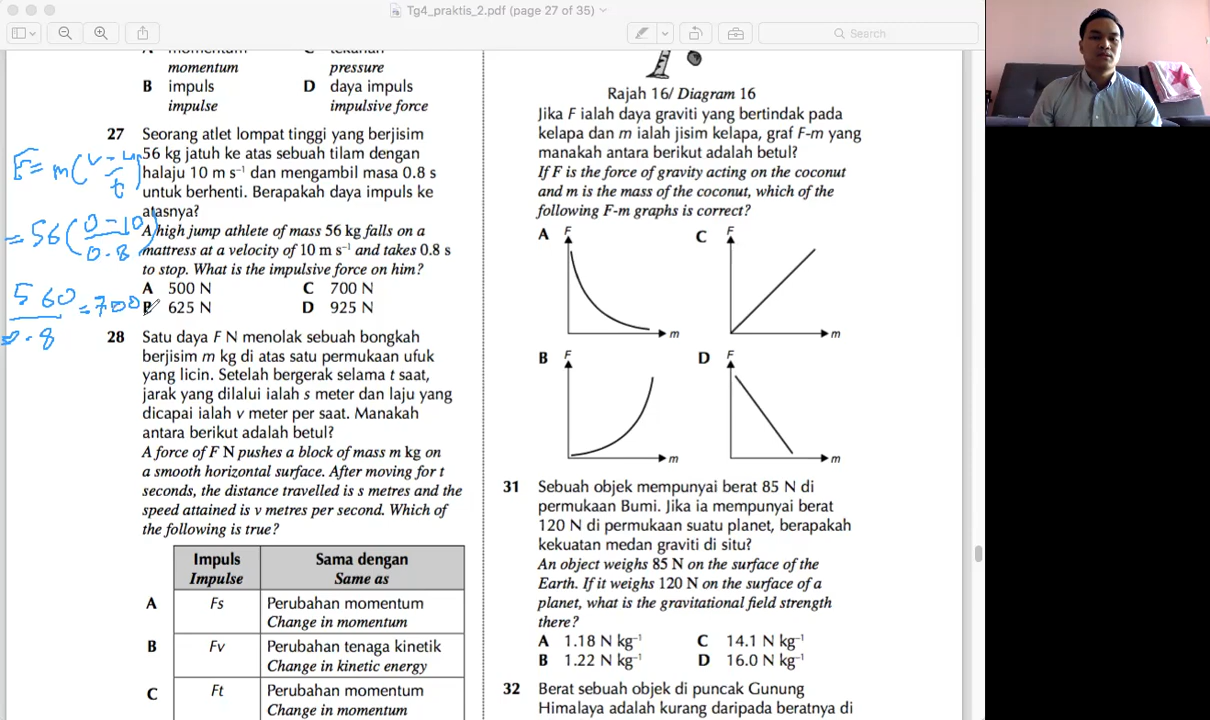 Tg4_praktis_2.pdf (page 27 of 35)
Search
A momentum C tekanan
momentum pressure
B impuls D daya impuls
impulse impulsive force
27 Seorang atlet lompat tinggi yang berjisim
56 kg jatuh ke atas sebuah tilam dengan
halaju 10 m s⁻¹ dan mengambil masa 0.8 s
untuk berhenti. Berapakah daya impuls ke
atasnya?
A high jump athlete of mass 56 kg falls on a
mattress at a velocity of 10 m s⁻¹ and takes 0.8 s
to stop. What is the impulsive force on him?
A 500 N C 700 N
B 625 N D 925 N
F = m(v - u/t)
= 56(0 - 10/0.8)
560/0.8 = 700
28 Satu daya F N menolak sebuah bongkah
berjisim m kg di atas satu permukaan ufuk
yang licin. Setelah bergerak selama t saat,
jarak yang dilalui ialah s meter dan laju yang
dicapai ialah v meter per saat. Manakah
antara berikut adalah betul?
A force of F N pushes a block of mass m kg on
a smooth horizontal surface. After moving for t
seconds, the distance travelled is s metres and the
speed attained is v metres per second. Which of
the following is true?
Impuls Sama dengan
Impulse Same as
A Fs Perubahan momentum
Change in momentum
B Fv Perubahan tenaga kinetik
Change in kinetic energy
C Ft Perubahan momentum
Change in momentum
Rajah 16/ Diagram 16
Jika F ialah daya graviti yang bertindak pada
kelapa dan m ialah jisim kelapa, graf F-m yang
manakah antara berikut adalah betul?
If F is the force of gravity acting on the coconut
and m is the mass of the coconut, which of the
following F-m graphs is correct?
A F m
C F m
B F m
D F m
31 Sebuah objek mempunyai berat 85 N di
permukaan Bumi. Jika ia mempunyai berat
120 N di permukaan suatu planet, berapakah
kekuatan medan graviti di situ?
An object weighs 85 N on the surface of the
Earth. If it weighs 120 N on the surface of a
planet, what is the gravitational field strength
there?
A 1.18 N kg⁻¹ C 14.1 N kg⁻¹
B 1.22 N kg⁻¹ D 16.0 N kg⁻¹
32 Berat sebuah objek di puncak Gunung
Himalaya adalah kurang daripada beratnya di